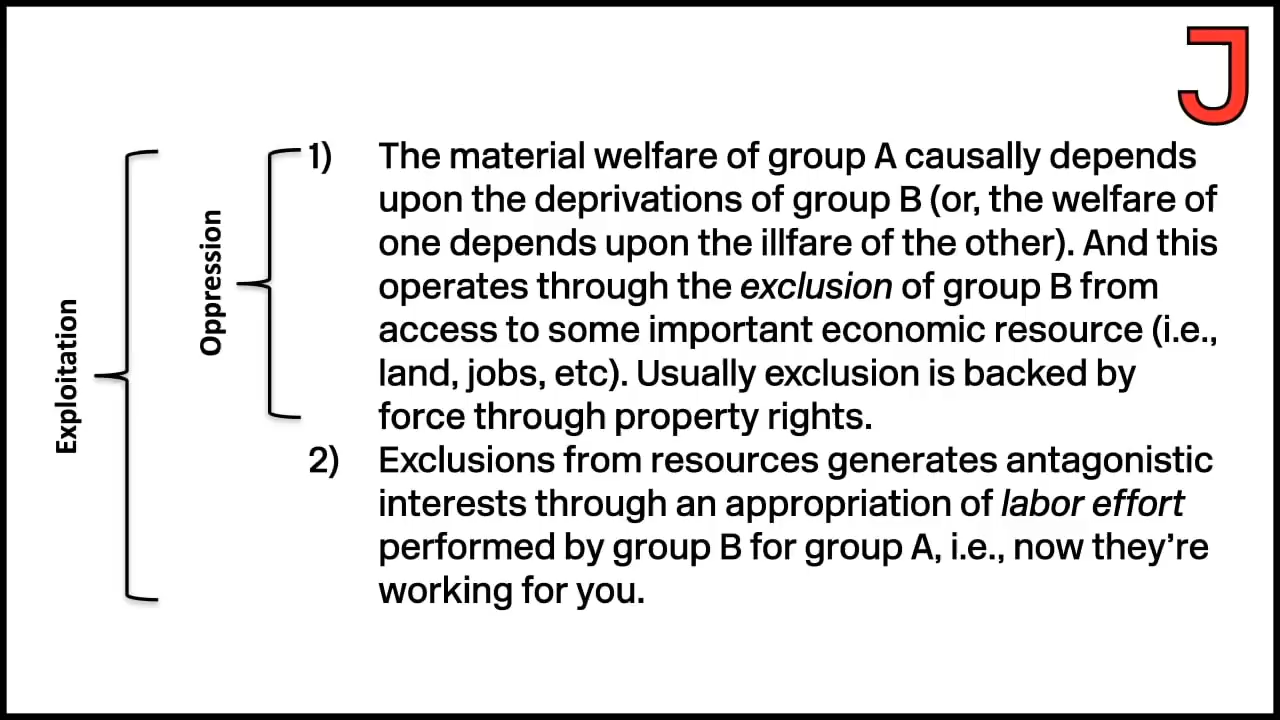 J
1) The material welfare of group A causally depends
upon the deprivations of group B (or, the welfare of
one depends upon the illfare of the other). And this
operates through the exclusion of group B from
access to some important economic resource (i.e.,
land, jobs, etc). Usually exclusion is backed by
force through property rights.
2) Exclusions from resources generates antagonistic
interests through an appropriation of labor effort
performed by group B for group A, i.e., now they’re
working for you.
Oppression
Exploitation